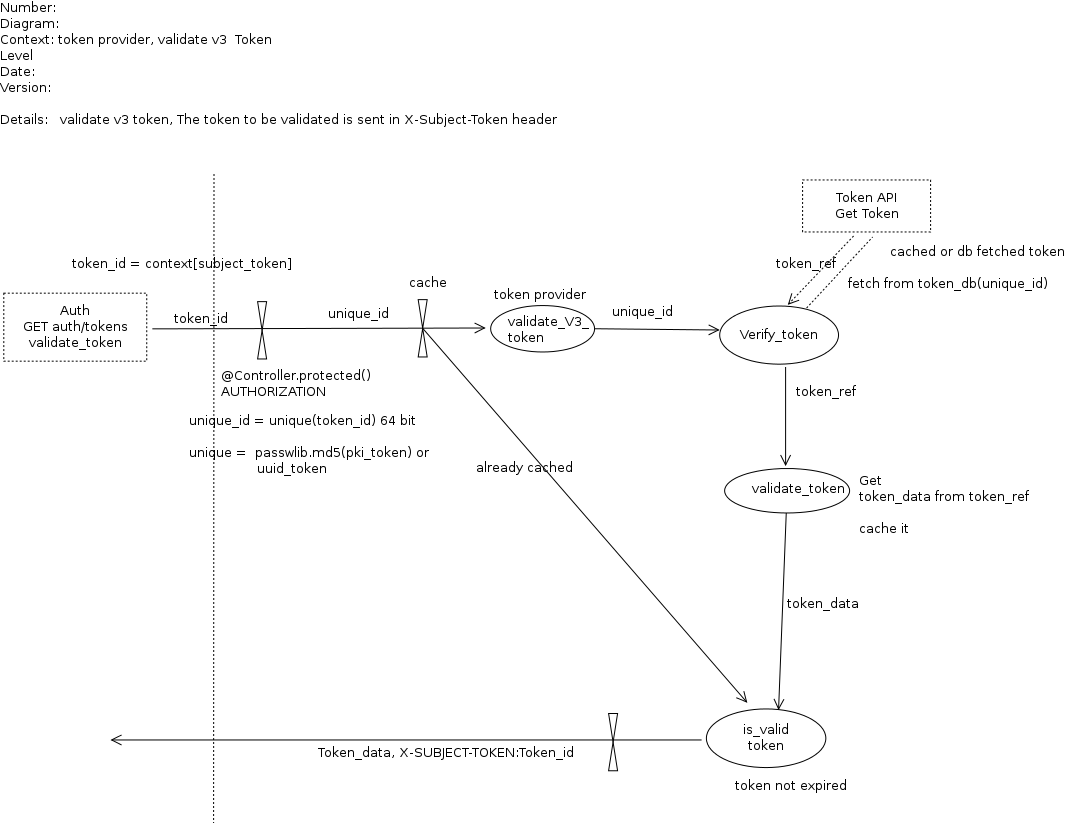 Number:
Diagram:
Context: token provider, validate v3  Token
Level
Date:
Version:
Details:   validate v3 token, The token to be validated is sent in X-Subject-Token header
Token API
Get Token
cached or db fetched token
token_ref
fetch from token_db(unique_id)
token_id = context[subject_token]
cache
token provider
Auth
GET auth/tokens
validate_token
token_id
unique_id
validate_V3_
token
unique_id
Verify_token
@Controller.protected()
AUTHORIZATION
token_ref
unique_id = unique(token_id) 64 bit
unique =  passwlib.md5(pki_token) or
uuid_token
already cached
validate_token
Get
token_data from token_ref
cache it
token_data
is_valid
token
Token_data, X-SUBJECT-TOKEN:Token_id
token not expired